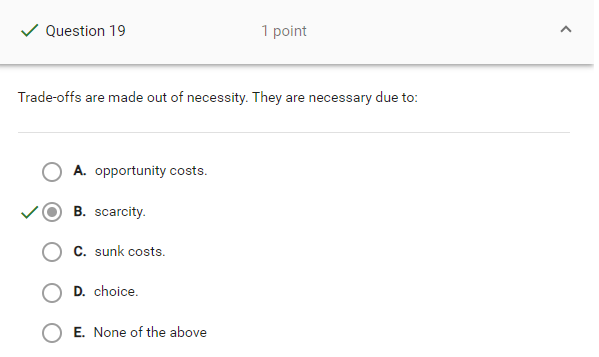 Question 19 1 point
Trade-offs are made out of necessity. They are necessary due to:
A. opportunity costs.
B. scarcity.
C. sunk costs.
D. choice.
E. None of the above